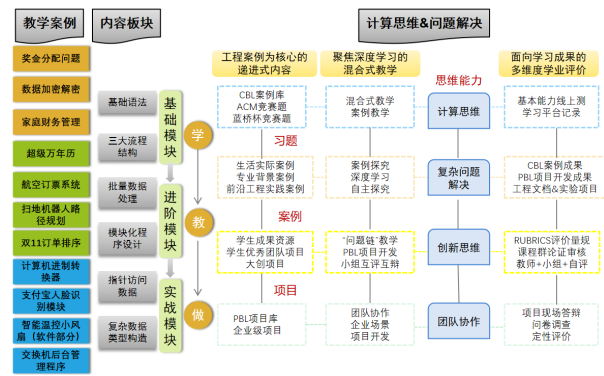 教学案例
内容板块
计算思维&问题解决
奖金分配问题
数据加密解密
家庭财务管理
超级万年历
航空订票系统
扫地机器人路
径规划
双11订单排序
计算机进制转
换器
支付宝人脸识
别模块
智能温控小风
扇（软件部分）
交换机后台管
理程序
基础语法
三大流程
结构
批量数据
处理
模块化程
序设计
指针访问
数据
复杂数据
类型构造
基础模块
进阶模块
实战模块
学
教
做
工程案例为核心的
递进式内容
聚焦深度学习的
混合式教学
思维能力
面向学习成果的
多维度学业评价
CBL案例库
ACM竞赛题
蓝桥杯竞赛题
混合式教学
案例教学
计算思维
基本能力线上测
学习平台记录
习题
生活实际案例
专业背景案例
前沿工程实践案例
案例探究
深度学习
自主探究
复杂问题
解决
CBL案例成果
PBL项目开发成果
工程文档&实验项目
案例
学生成果资源
学生优秀团队项目
大创项目
“问题链”教学
PBL项目开发
小组互评互辩
创新思维
RUBRICS评价量规
课程群论证审核
教师+小组+自评
项目
PBL项目库
企业级项目
团队协作
企业场景
项目开发
团队协作
项目现场答辩
问卷调查
定性评价